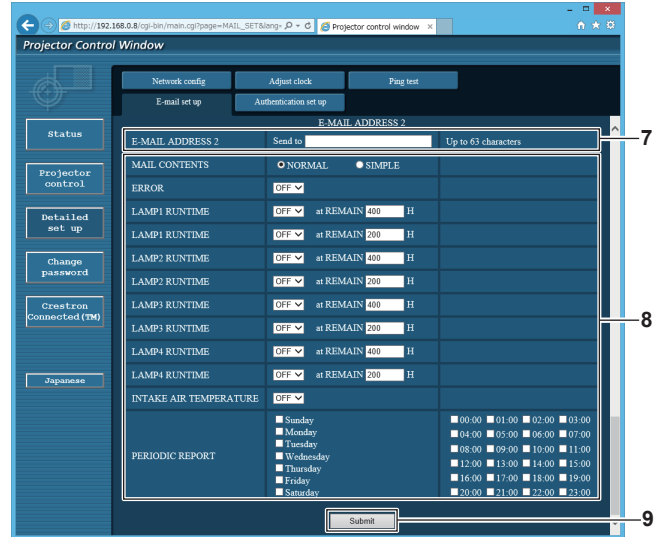 http://192.168.0.8/cgi-bin/main.cgi?page=MAIL_SET&lang=
Projector control window
Projector Control Window
Network config Adjust clock Ping test
E-mail set up Authentication set up
E-MAIL ADDRESS 2
Status
E-MAIL ADDRESS 2 Send to Up to 63 characters
7
MAIL CONTENTS NORMAL SIMPLE
Projector control
ERROR OFF
Detailed set up
LAMP1 RUNTIME OFF at REMAIN 400 H
LAMP1 RUNTIME OFF at REMAIN 200 H
Change password
LAMP2 RUNTIME OFF at REMAIN 400 H
LAMP2 RUNTIME OFF at REMAIN 200 H
Crestron Connected(TM)
LAMP3 RUNTIME OFF at REMAIN 400 H
8
LAMP3 RUNTIME OFF at REMAIN 200 H
LAMP4 RUNTIME OFF at REMAIN 400 H
Japanese
LAMP4 RUNTIME OFF at REMAIN 200 H
INTAKE AIR TEMPERATURE OFF
PERIODIC REPORT
Sunday 00:00 01:00 02:00 03:00
Monday 04:00 05:00 06:00 07:00
Tuesday 08:00 09:00 10:00 11:00
Wednesday
Thursday 12:00 13:00 14:00 15:00
Friday 16:00 17:00 18:00 19:00
Saturday 20:00 21:00 22:00 23:00
Submit
9